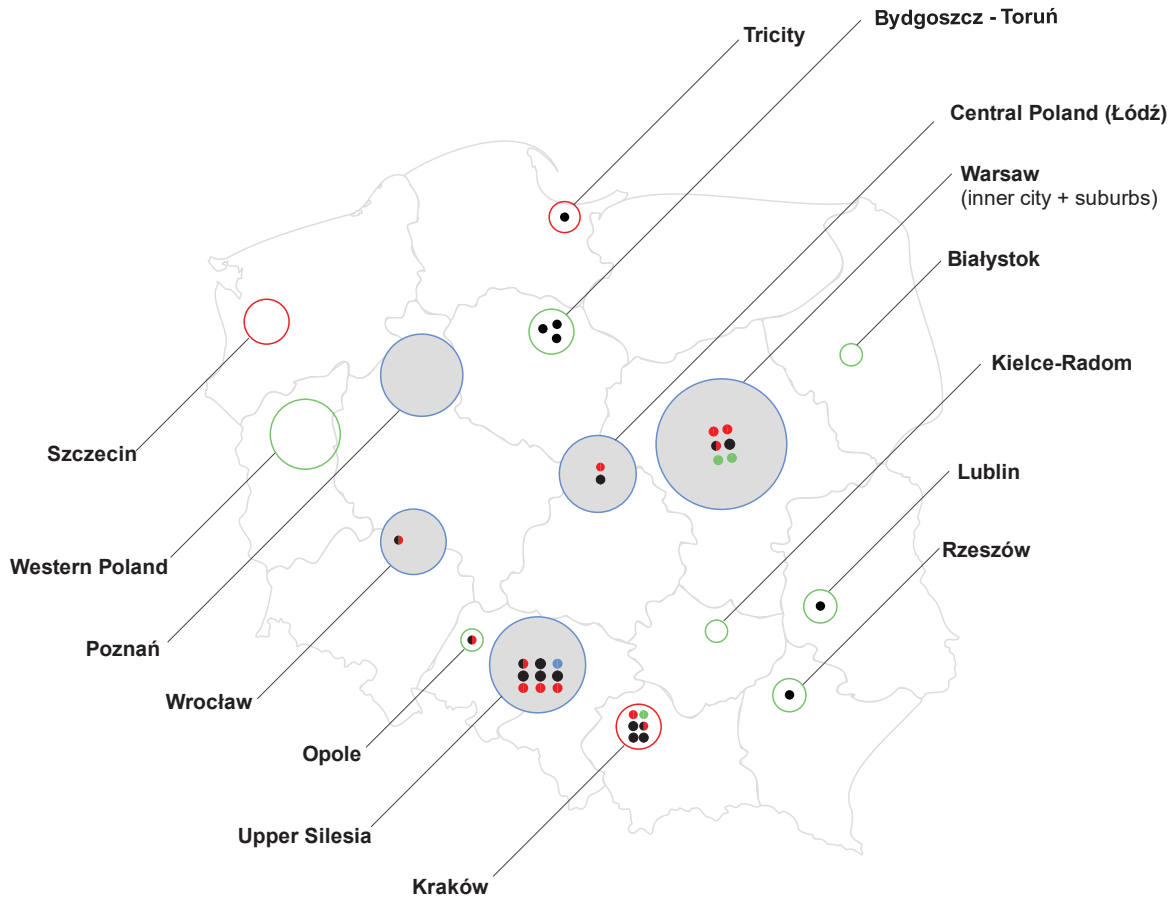 Bydgoszcz - Toruń
Tricity
Central Poland (Łódź)
Warsaw
(inner city + suburbs)
Białystok
Kielce-Radom
Szczecin
Lublin
Rzeszów
Western Poland
Poznań
Wrocław
Opole
Upper Silesia
Kraków